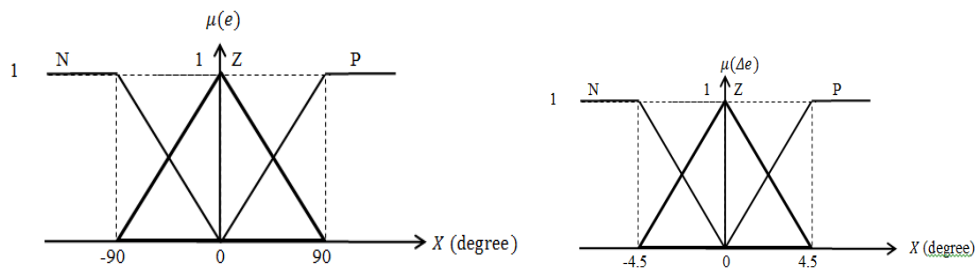 μ(e)
N
1 Z
P
1
X (degree)
-90
0
90
μ(Δe)
N
1 Z
P
1
X (degree)
-4.5
0
4.5